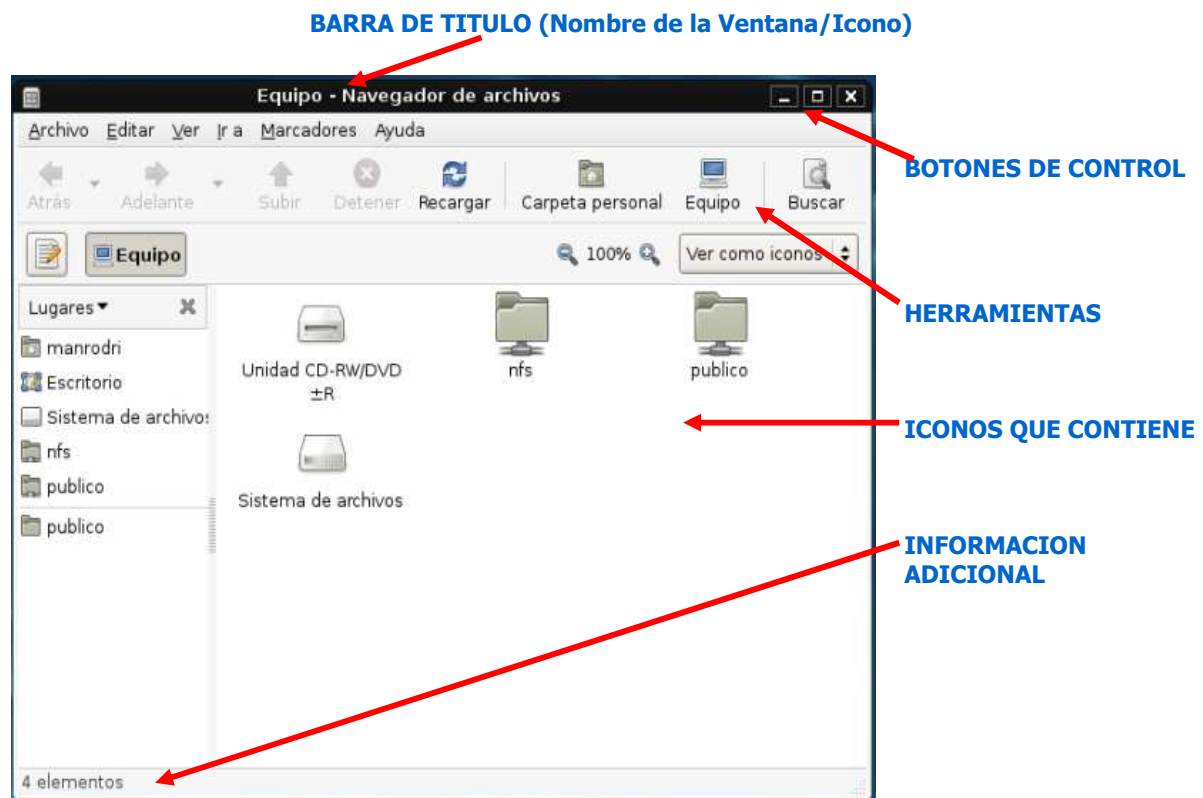 BARRA DE TITULO (Nombre de la Ventana/Icono)
Equipo - Navegador de archivos
Archivo Editar Ver Ir a Marcadores Ayuda
BOTONES DE CONTROL
Atrás Adelante Subir Detener Recargar Carpeta personal Equipo Buscar
Equipo 100% Ver como iconos
Lugares
HERRAMIENTAS
manrodri
Escritorio
Sistema de archivos
nfs
publico
publico
Unidad CD-RW/DVD
±R
nfs
publico
Sistema de archivos
ICONOS QUE CONTIENE
INFORMACION
ADICIONAL
4 elementos